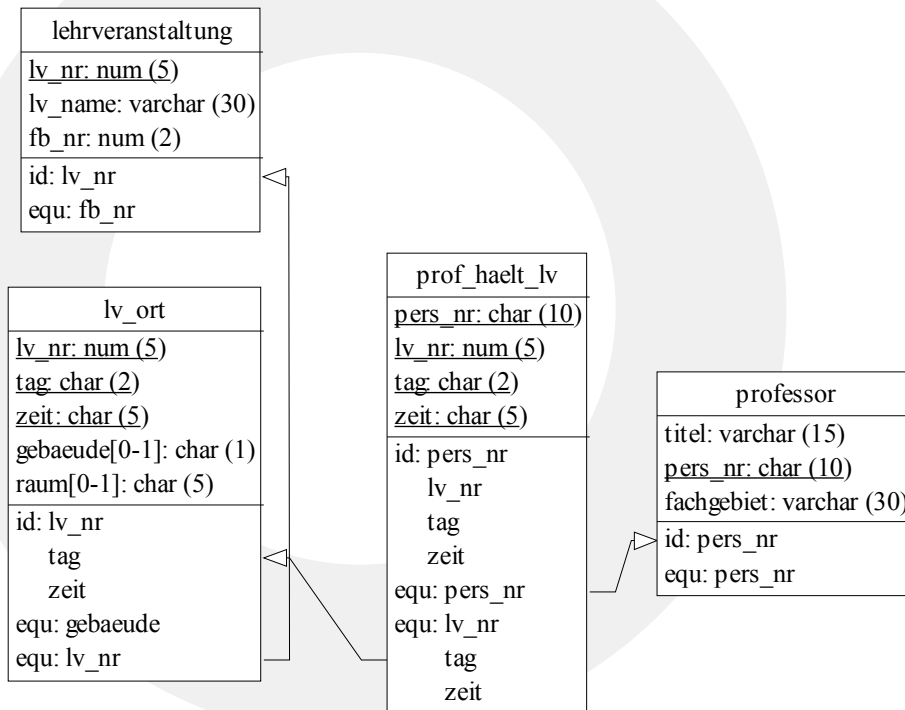 lehrveranstaltung
lv_nr: num (5)
lv_name: varchar (30)
fb_nr: num (2)
id: lv_nr
equ: fb_nr
lv_ort
lv_nr: num (5)
tag: char (2)
zeit: char (5)
gebaeude[0-1]: char (1)
raum[0-1]: char (5)
id: lv_nr
tag
zeit
equ: gebaeude
equ: lv_nr
prof_haelt_lv
pers_nr: char (10)
lv_nr: num (5)
tag: char (2)
zeit: char (5)
id: pers_nr
lv_nr
tag
zeit
equ: pers_nr
equ: lv_nr
tag
zeit
professor
titel: varchar (15)
pers_nr: char (10)
fachgebiet: varchar (30)
id: pers_nr
equ: pers_nr